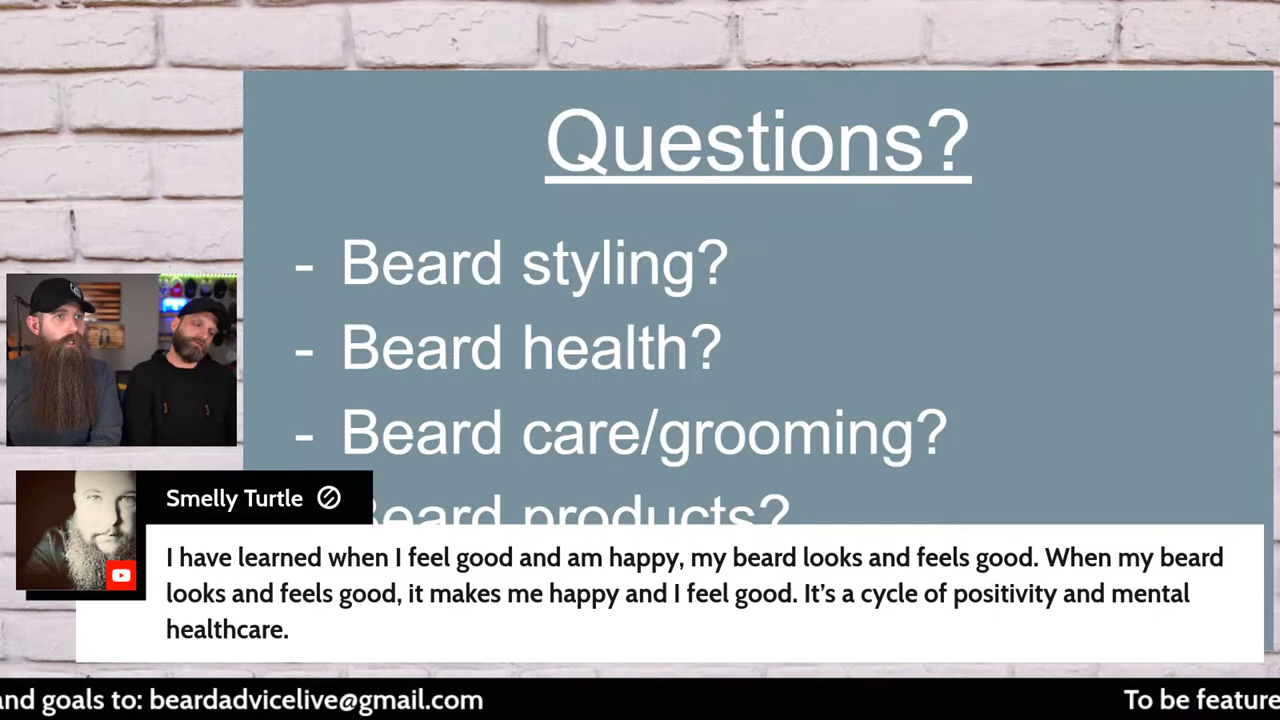 Questions?
- Beard styling?
- Beard health?
- Beard care/grooming?
Beard products?
Smelly Turtle
I have learned when I feel good and am happy, my beard looks and feels good. When my beard
looks and feels good, it makes me happy and I feel good. It’s a cycle of positivity and mental
healthcare.
and goals to: beardadvicelive@gmail.com
To be feature